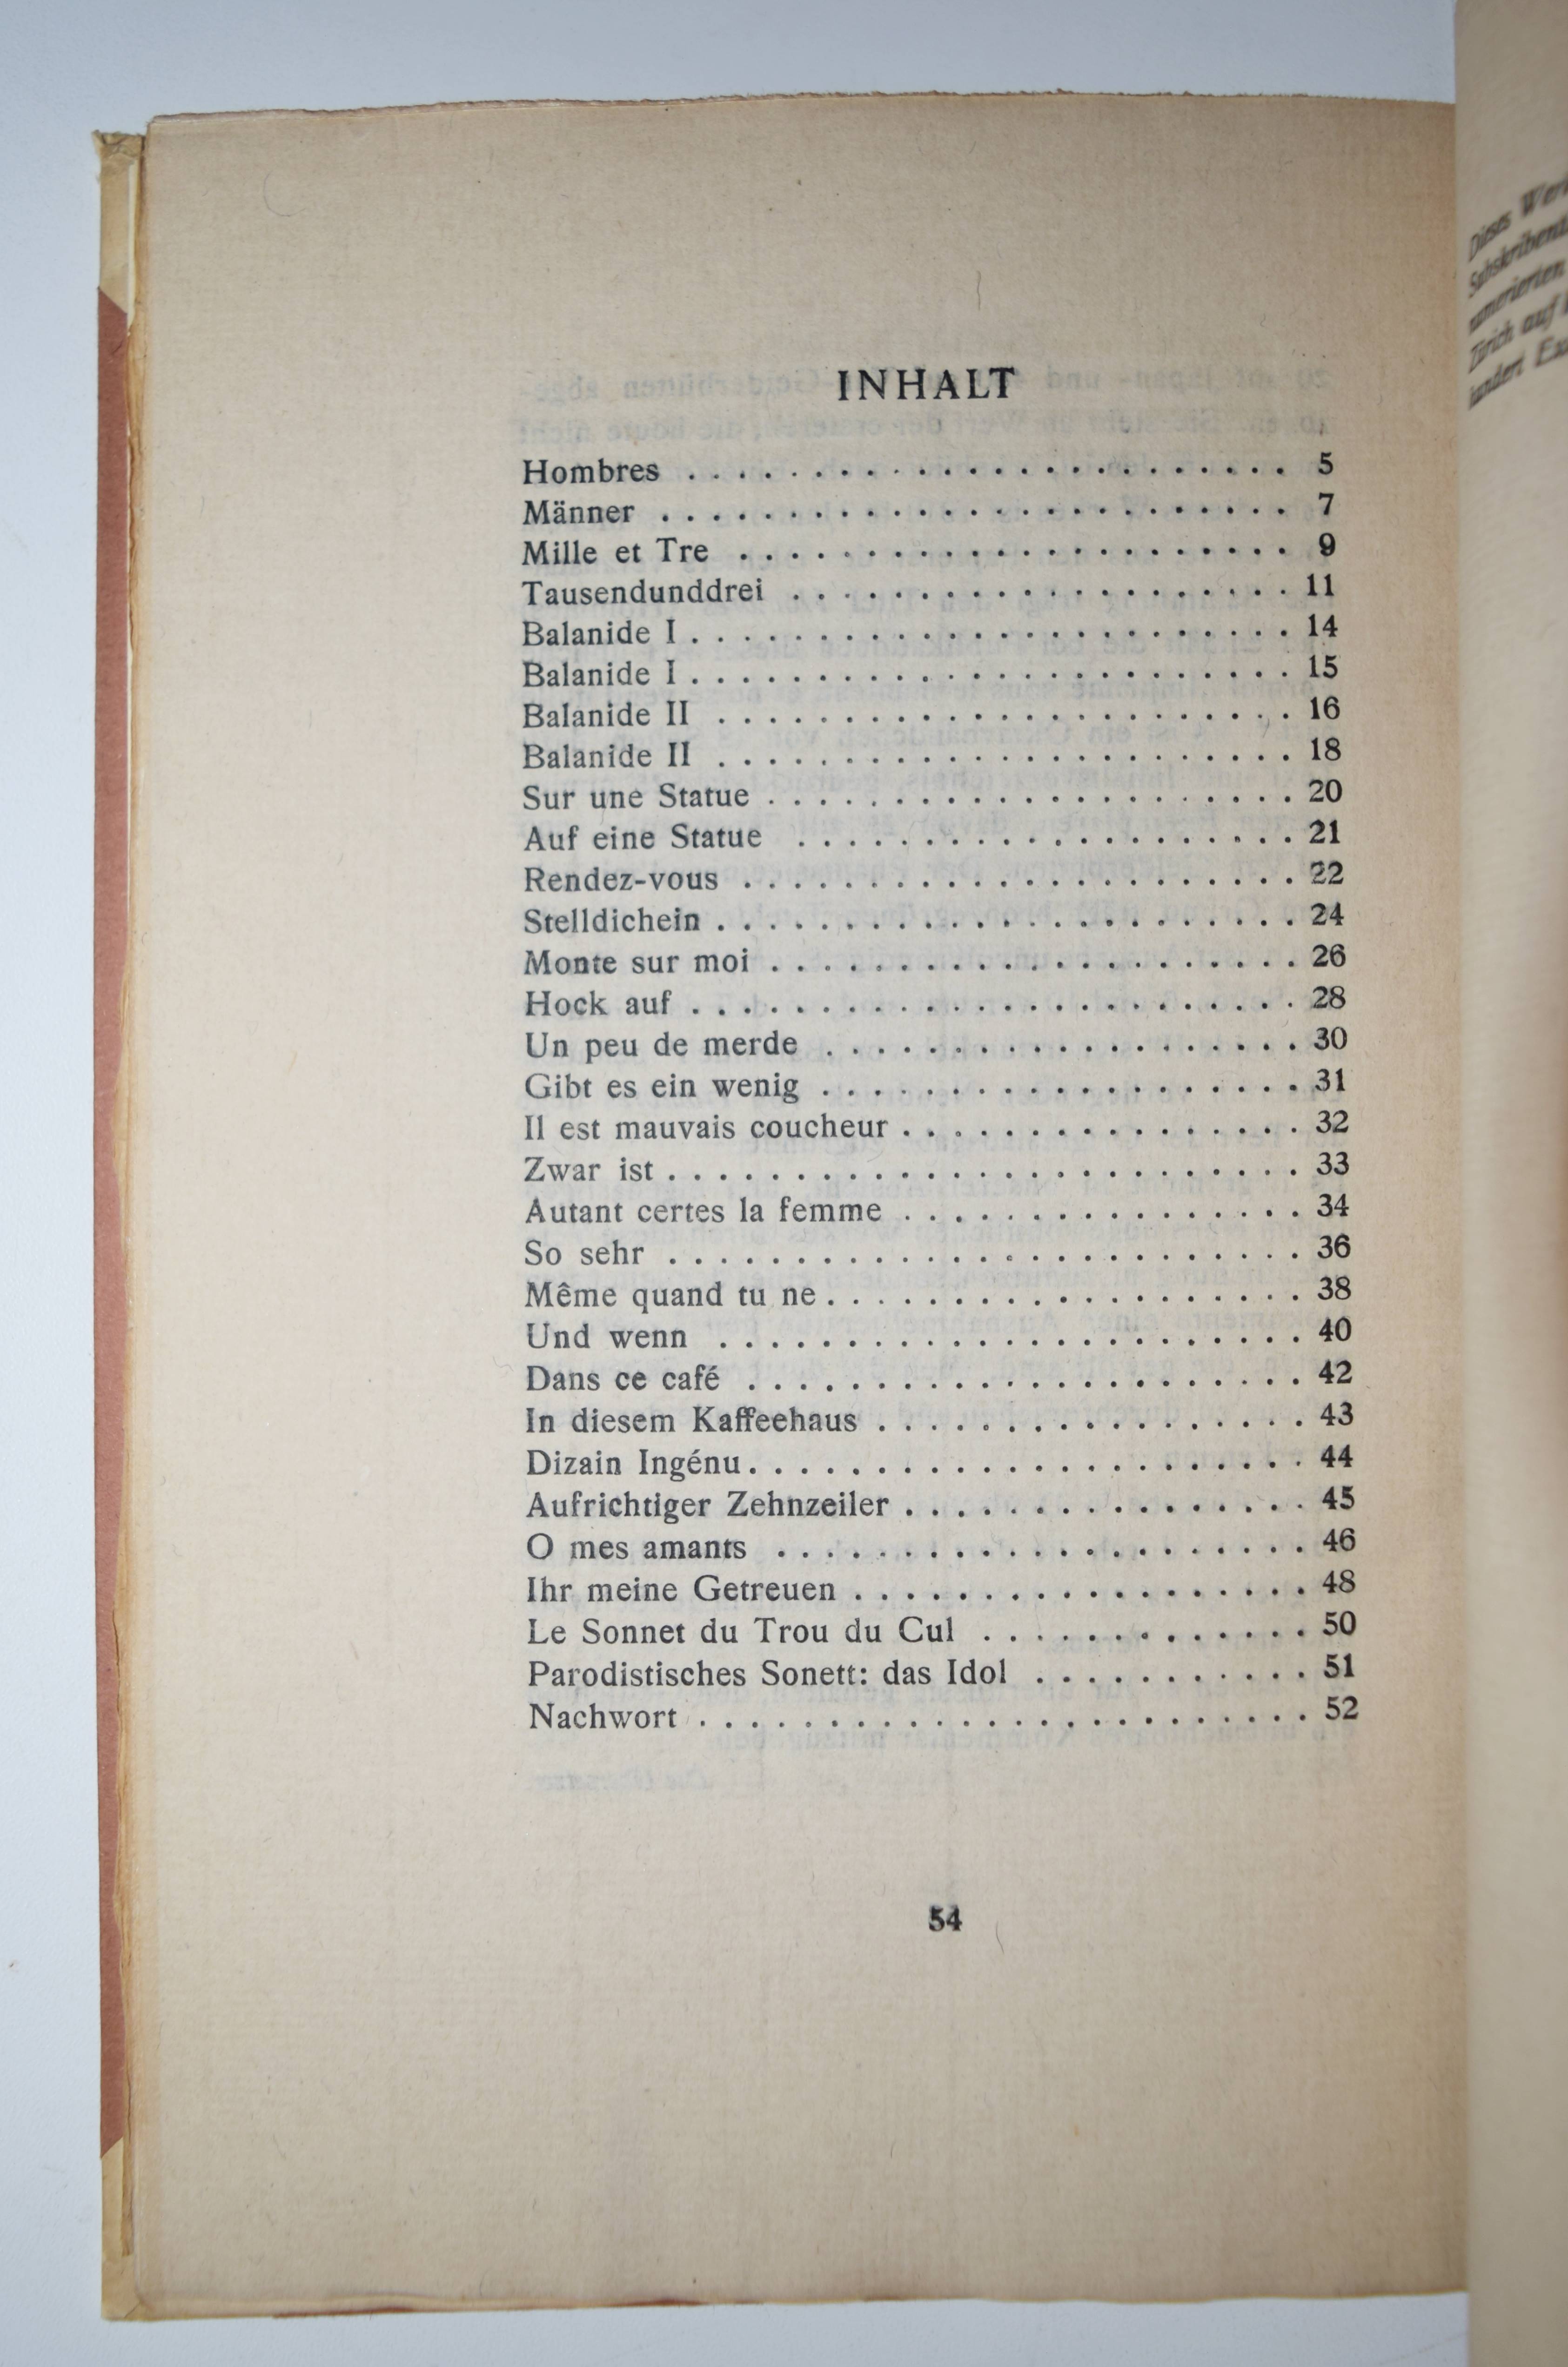 INHALT
Hombres . . . . . . . . . . . . . . . . . . . . . . . . 5
Männer . . . . . . . . . . . . . . . . . . . . . . . . . 7
Mille et Tre . . . . . . . . . . . . . . . . . . . . . . 9
Tausendunddrei . . . . . . . . . . . . . . . . . . . . 11
Balanide I . . . . . . . . . . . . . . . . . . . . . . . . 14
Balanide I . . . . . . . . . . . . . . . . . . . . . . . . 15
Balanide II . . . . . . . . . . . . . . . . . . . . . . . 16
Balanide II . . . . . . . . . . . . . . . . . . . . . . . 18
Sur une Statue . . . . . . . . . . . . . . . . . . . . . 20
Auf eine Statue . . . . . . . . . . . . . . . . . . . . 21
Rendez-vous . . . . . . . . . . . . . . . . . . . . . . 22
Stelldichein . . . . . . . . . . . . . . . . . . . . . . . 24
Monte sur moi . . . . . . . . . . . . . . . . . . . . . 26
Hock auf . . . . . . . . . . . . . . . . . . . . . . . . 28
Un peu de merde . . . . . . . . . . . . . . . . . . . 30
Gibt es ein wenig . . . . . . . . . . . . . . . . . . . 31
Il est mauvais coucheur . . . . . . . . . . . . . . . . 32
Zwar ist . . . . . . . . . . . . . . . . . . . . . . . . . 33
Autant certes la femme . . . . . . . . . . . . . . . . 34
So sehr . . . . . . . . . . . . . . . . . . . . . . . . . 36
Même quand tu ne . . . . . . . . . . . . . . . . . . . 38
Und wenn . . . . . . . . . . . . . . . . . . . . . . . 40
Dans ce café . . . . . . . . . . . . . . . . . . . . . . 42
In diesem Kaffeehaus . . . . . . . . . . . . . . . . . 43
Dizain Ingénu . . . . . . . . . . . . . . . . . . . . . . 44
Aufrichtiger Zehnzeiler . . . . . . . . . . . . . . . . 45
O mes amants . . . . . . . . . . . . . . . . . . . . . 46
Ihr meine Getreuen . . . . . . . . . . . . . . . . . . 48
Le Sonnet du Trou du Cul . . . . . . . . . . . . . 50
Parodistisches Sonett: das Idol . . . . . . . . . . . 51
Nachwort . . . . . . . . . . . . . . . . . . . . . . . . 52
54
Dieses
Zürich auf